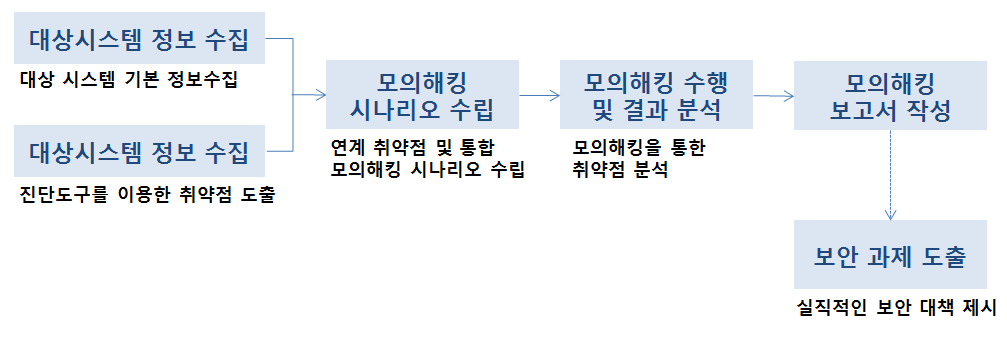 대상시스템 정보 수집
대상 시스템 기본 정보수집
대상시스템 정보 수집
진단도구를 이용한 취약점 도출
모의해킹
시나리오 수립
연계 취약점 및 통합
모의해킹 시나리오 수립
모의해킹 수행
및 결과 분석
모의해킹을 통한
취약점 분석
모의해킹
보고서 작성
보안 과제 도출
실직적인 보안 대책 제시